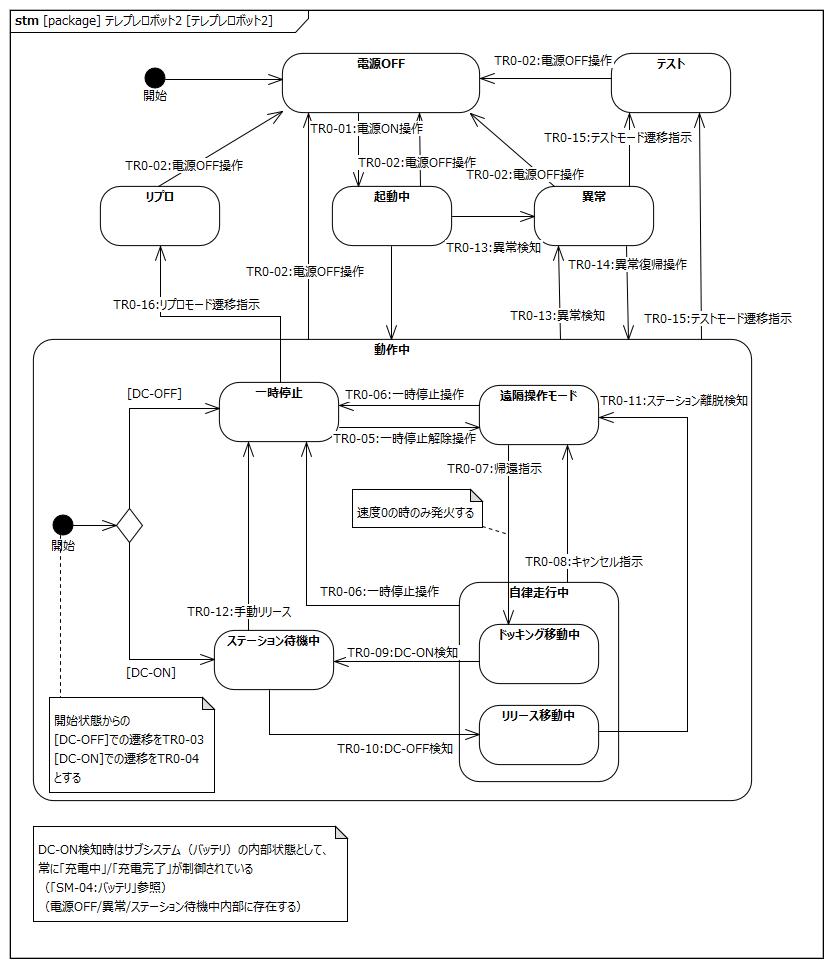 stm [package] テレプレロボット2 [テレプレロボット2]
電源OFF
TR0-02:電源OFF操作
テスト
開始
TR0-01:電源ON操作
TR0-15:テストモード遷移指示
TR0-02:電源OFF操作
TR0-02:電源OFF操作
TR0-02:電源OFF操作
リプロ
起動中
異常
TR0-13:異常検知
TR0-02:電源OFF操作
TR0-14:異常復帰操作
TR0-16:リプロモード遷移指示
TR0-13:異常検知
TR0-15:テストモード遷移指示
動作中
[DC-OFF]
一時停止
TR0-06:一時停止操作
遠隔操作モード
TR0-11:ステーション離脱検知
TR0-05:一時停止解除操作
TR0-07:帰還指示
速度0の時のみ発火する
開始
TR0-08:キャンセル指示
TR0-06:一時停止操作
自律走行中
TR0-12:手動リリース
ステーション待機中
ドッキング移動中
TR0-09:DC-ON検知
[DC-ON]
リリース移動中
開始状態からの
[DC-OFF]での遷移をTR0-03
[DC-ON]での遷移をTR0-04
とする
TR0-10:DC-OFF検知
DC-ON検知時はサブシステム（バッテリ）の内部状態として、
常に「充電中」/「充電完了」が制御されている
（「SM-04:バッテリ」参照）
（電源OFF/異常/ステーション待機中内部に存在する）